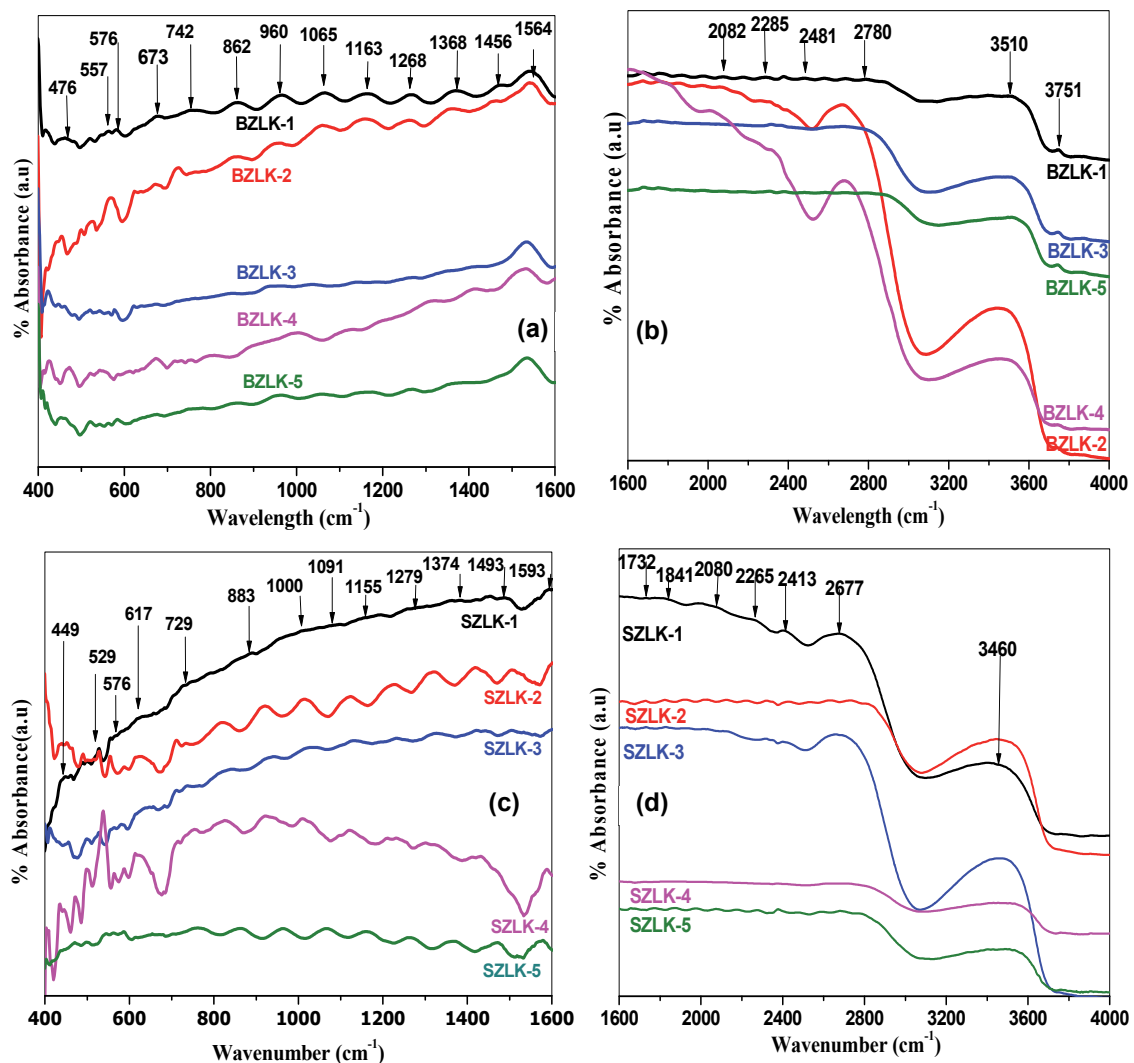 476
557
576
673
742
862
960
1065
1163
1268
1368
1456
1564
BZLK-1
BZLK-2
BZLK-3
BZLK-4
BZLK-5
(a)
% Absorbance (a.u)
400 600 800 1000 1200 1400 1600
Wavelength (cm-1)
2082
2285
2481
2780
3510
3751
BZLK-1
BZLK-3
BZLK-5
BZLK-4
BZLK-2
(b)
% Absorbance (a.u)
1600 2000 2400 2800 3200 3600 4000
Wavelength (cm-1)
449
529
576
617
729
883
1000
1091
1155
1279
1374
1493
1593
SZLK-1
SZLK-2
SZLK-3
SZLK-4
SZLK-5
(c)
% Absorbance(a.u)
400 600 800 1000 1200 1400 1600
Wavenumber (cm-1)
1732
1841
2080
2265
2413
2677
3460
SZLK-1
SZLK-2
SZLK-3
SZLK-4
SZLK-5
(d)
% Absorbance (a.u)
1600 2000 2400 2800 3200 3600 4000
Wavenumber (cm-1)